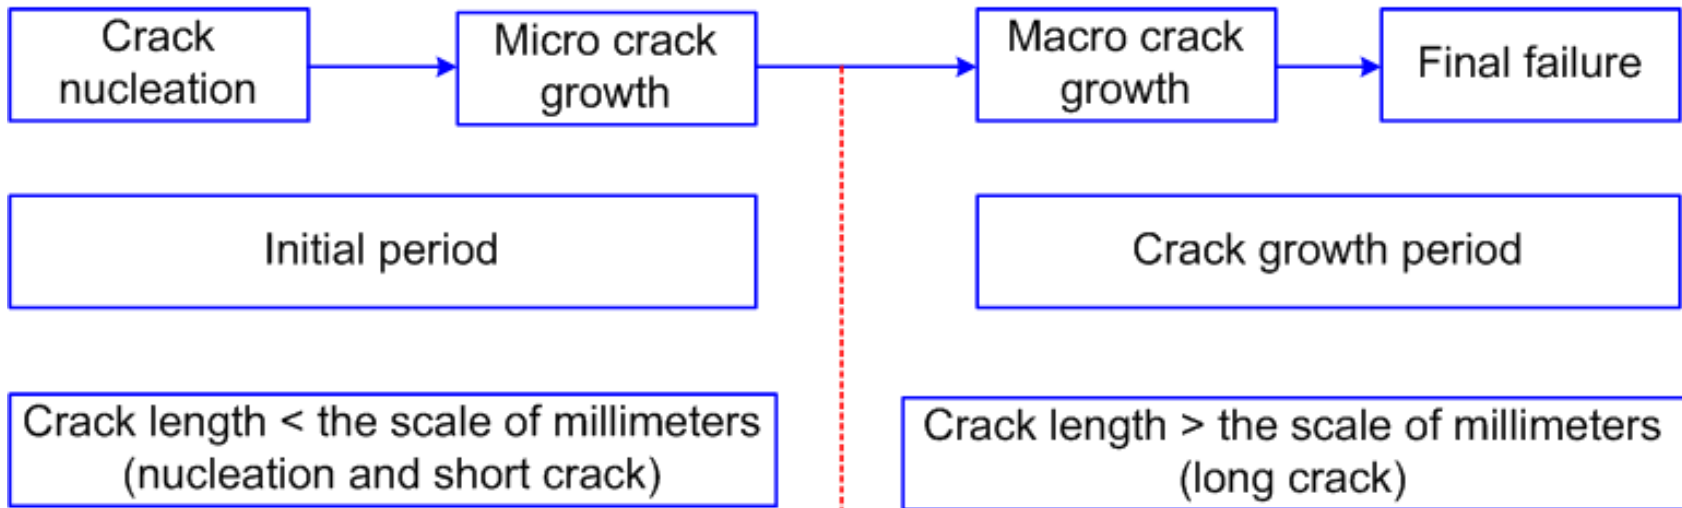 Crack
nucleation
Micro crack
growth
Macro crack
growth
Final failure
Initial period
Crack growth period
Crack length < the scale of millimeters
(nucleation and short crack)
Crack length > the scale of millimeters
(long crack)